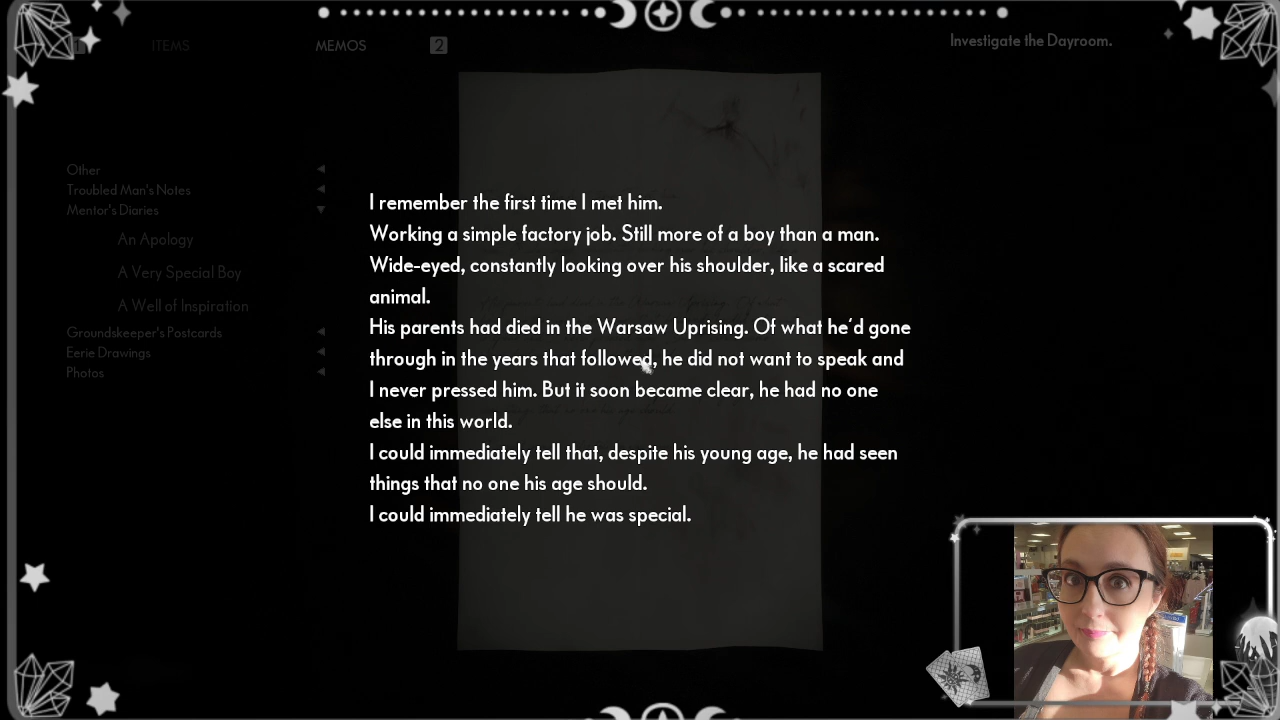 1
ITEMS
MEMOS
2
Investigate the Dayroom.
Other
Troubled Man's Notes
Mentor's Diaries
An Apology
A Very Special Boy
A Well of Inspiration
Groundskeeper's Postcards
Eerie Drawings
Photos
I remember the first time I met him.
Working a simple factory job. Still more of a boy than a man.
Wide-eyed, constantly looking over his shoulder, like a scared
animal.
His parents had died in the Warsaw Uprising. Of what he'd gone
through in the years that followed, he did not want to speak and
I never pressed him. But it soon became clear, he had no one
else in this world.
I could immediately tell that, despite his young age, he had seen
things that no one his age should.
I could immediately tell he was special.